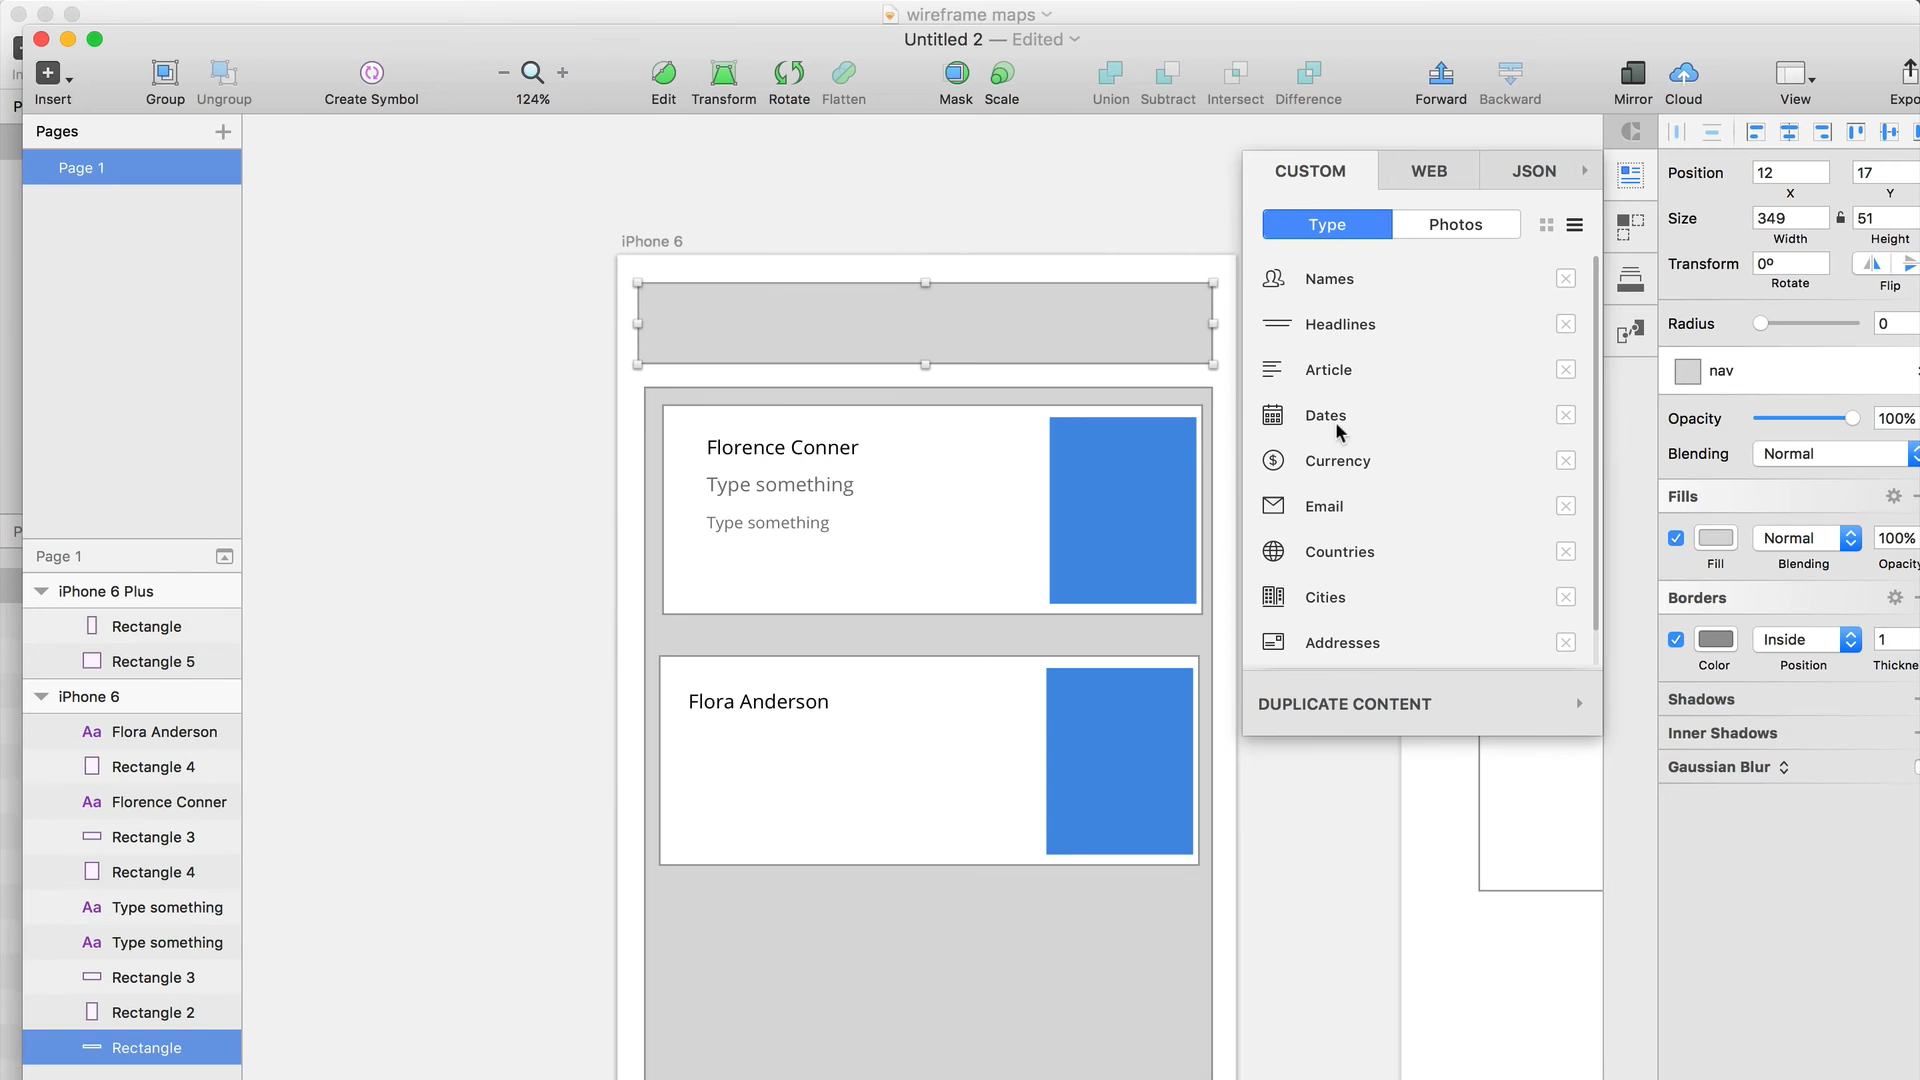 wireframe maps
Untitled 2 — Edited
Insert
Group
Ungroup
Create Symbol
124%
Edit
Transform
Rotate
Flatten
Mask
Scale
Union
Subtract
Intersect
Difference
Forward
Backward
Mirror
Cloud
View
Expo
Pages
Page 1
Page 1
iPhone 6 Plus
Rectangle
Rectangle 5
iPhone 6
Flora Anderson
Rectangle 4
Florence Conner
Rectangle 3
Rectangle 4
Type something
Type something
Rectangle 3
Rectangle 2
Rectangle
iPhone 6
Florence Conner
Type something
Type something
Flora Anderson
CUSTOM
WEB
JSON
Type
Photos
Names
Headlines
Article
Dates
Currency
Email
Countries
Cities
Addresses
DUPLICATE CONTENT
Position
12
17
X
Y
Size
349
51
Width
Height
Transform
0º
Rotate
Flip
Radius
0
nav
Opacity
100%
Blending
Normal
Fills
Normal
100%
Fill
Blending
Opacity
Borders
Inside
1
Color
Position
Thickne
Shadows
Inner Shadows
Gaussian Blur